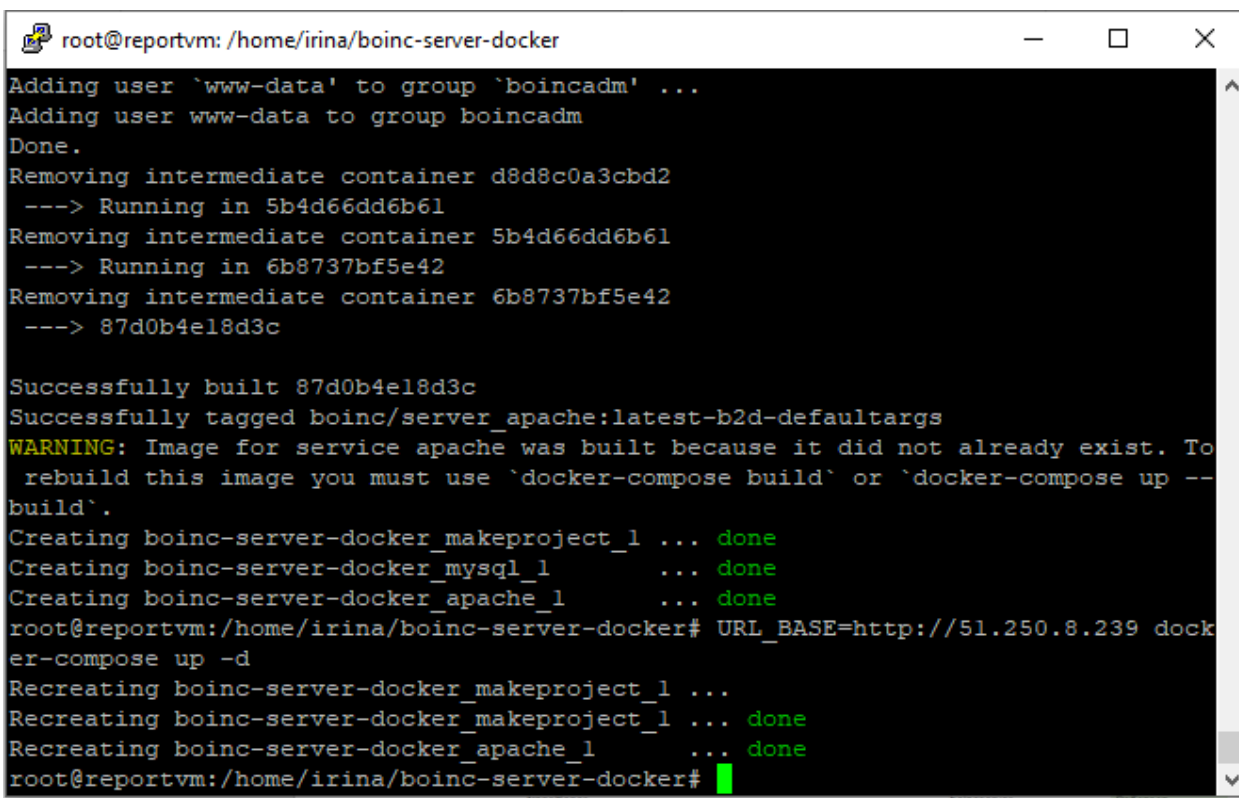 root@reportvm: /home/irina/boinc-server-docker
Adding user `www-data' to group `boincadm' ...
Adding user www-data to group boincadm
Done.
Removing intermediate container d8d8c0a3cbd2
 ---> Running in 5b4d66dd6b61
Removing intermediate container 5b4d66dd6b61
 ---> Running in 6b8737bf5e42
Removing intermediate container 6b8737bf5e42
 ---> 87d0b4e18d3c
Successfully built 87d0b4e18d3c
Successfully tagged boinc/server_apache:latest-b2d-defaultargs
WARNING: Image for service apache was built because it did not already exist. To
 rebuild this image you must use `docker-compose build` or `docker-compose up --
build`.
Creating boinc-server-docker_makeproject_1 ... done
Creating boinc-server-docker_mysql_1       ... done
Creating boinc-server-docker_apache_1      ... done
root@reportvm:/home/irina/boinc-server-docker# URL_BASE=http://51.250.8.239 dock
er-compose up -d
Recreating boinc-server-docker_makeproject_1 ...
Recreating boinc-server-docker_makeproject_1 ... done
Recreating boinc-server-docker_apache_1      ... done
root@reportvm:/home/irina/boinc-server-docker#